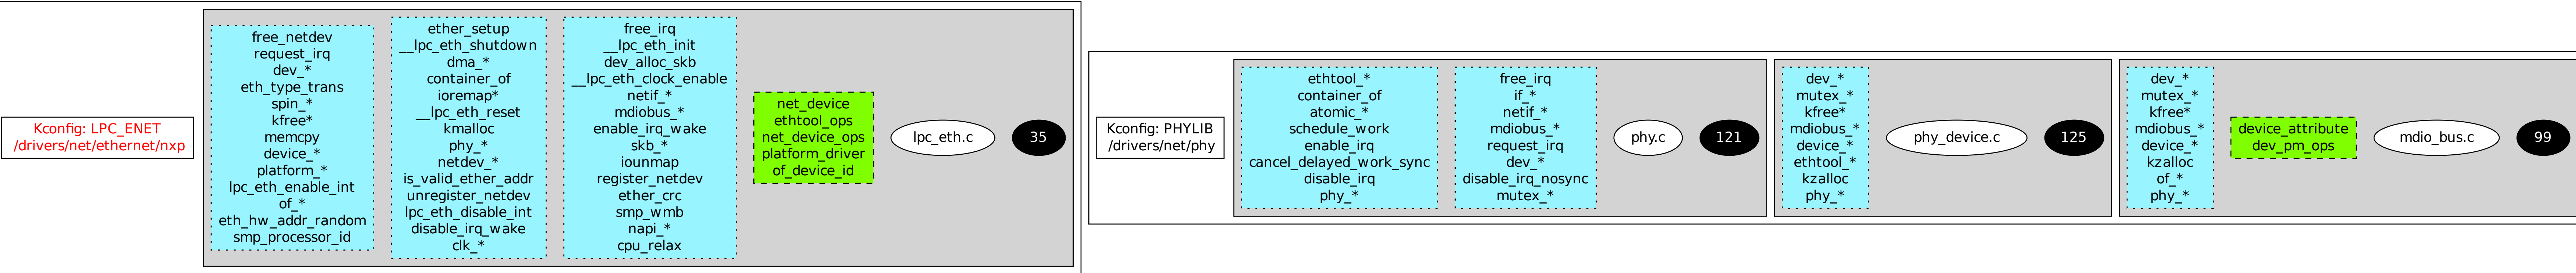 Kconfig: LPC_ENET
/drivers/net/ethernet/nxp
free_netdev
request_irq
dev_*
eth_type_trans
spin_*
kfree*
memcpy
device_*
platform_*
lpc_eth_enable_int
of_*
eth_hw_addr_random
smp_processor_id
ether_setup
__lpc_eth_shutdown
dma_*
container_of
ioremap*
__lpc_eth_reset
kmalloc
phy_*
netdev_*
is_valid_ether_addr
unregister_netdev
lpc_eth_disable_int
disable_irq_wake
clk_*
free_irq
__lpc_eth_init
dev_alloc_skb
__lpc_eth_clock_enable
netif_*
mdiobus_*
enable_irq_wake
skb_*
iounmap
register_netdev
ether_crc
smp_wmb
napi_*
cpu_relax
net_device
ethtool_ops
net_device_ops
platform_driver
of_device_id
lpc_eth.c
35
Kconfig: PHYLIB
/drivers/net/phy
ethtool_*
container_of
atomic_*
schedule_work
enable_irq
cancel_delayed_work_sync
disable_irq
phy_*
free_irq
if_*
netif_*
mdiobus_*
request_irq
dev_*
disable_irq_nosync
mutex_*
phy.c
121
dev_*
mutex_*
kfree*
mdiobus_*
device_*
ethtool_*
kzalloc
phy_*
phy_device.c
125
dev_*
mutex_*
kfree*
mdiobus_*
device_*
kzalloc
of_*
phy_*
device_attribute
dev_pm_ops
mdio_bus.c
99